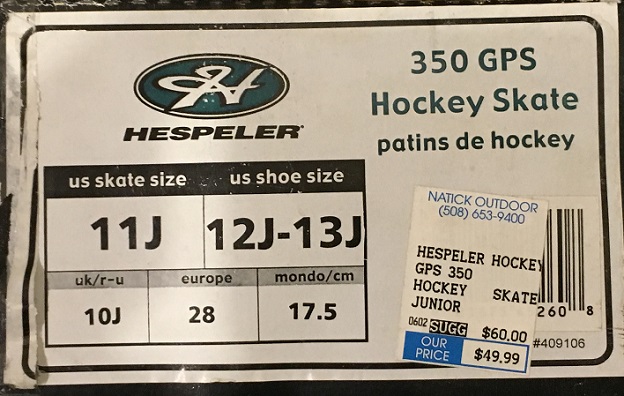 350 GPS
Hockey Skate
patins de hockey
HESPELER
us skate size us shoe size
11J 12J-13J
uk/r-u europe mondo/cm
10J 28 17.5
NATICK OUTDOOR
(508) 653-9400
HESPELER HOCKEY
GPS 350
HOCKEY SKATE
JUNIOR
0602 SUGG $60.00
OUR PRICE $49.99
260 8
#409106